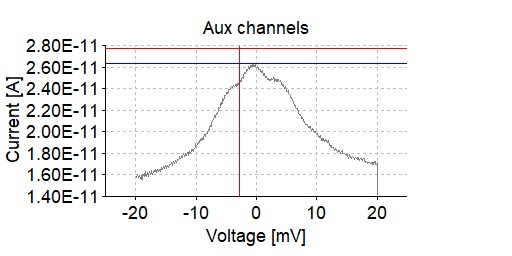 Aux channels
Current [A]
2.80E-11
2.60E-11
2.40E-11
2.20E-11
2.00E-11
1.80E-11
1.60E-11
1.40E-11
-20 -10 0 10 20
Voltage [mV]